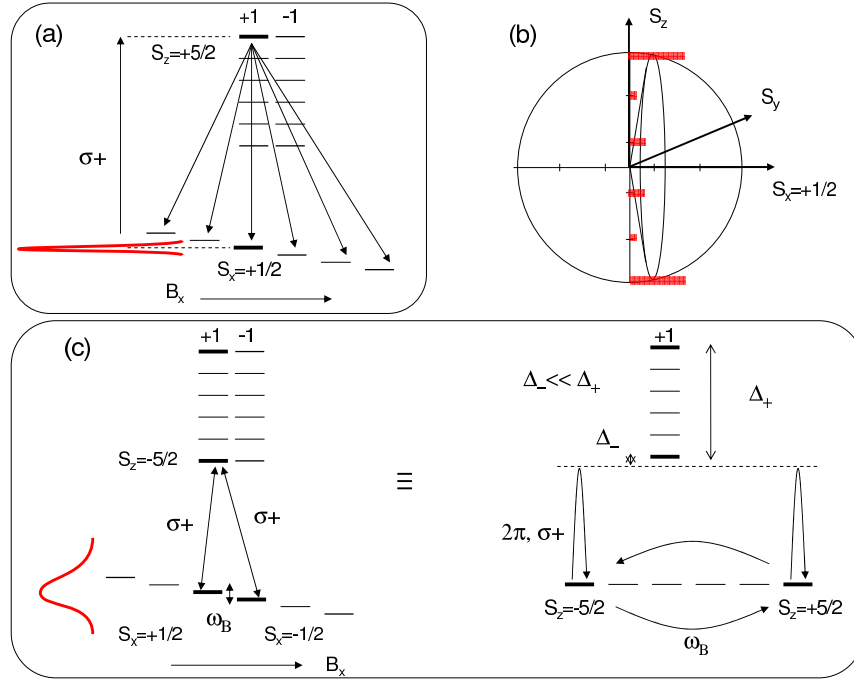 (a)
+1 -1
S_z=+5/2
σ+
S_x=+1/2
B_x
(b)
S_z
S_y
S_x=+1/2
(c)
+1 -1
S_z=-5/2
σ+ σ+
ω_B
S_x=+1/2 S_x=-1/2
B_x
≡
+1
Δ_-<< Δ_+
Δ_+
Δ_-
2π, σ+
S_z=-5/2 S_z=+5/2
ω_B